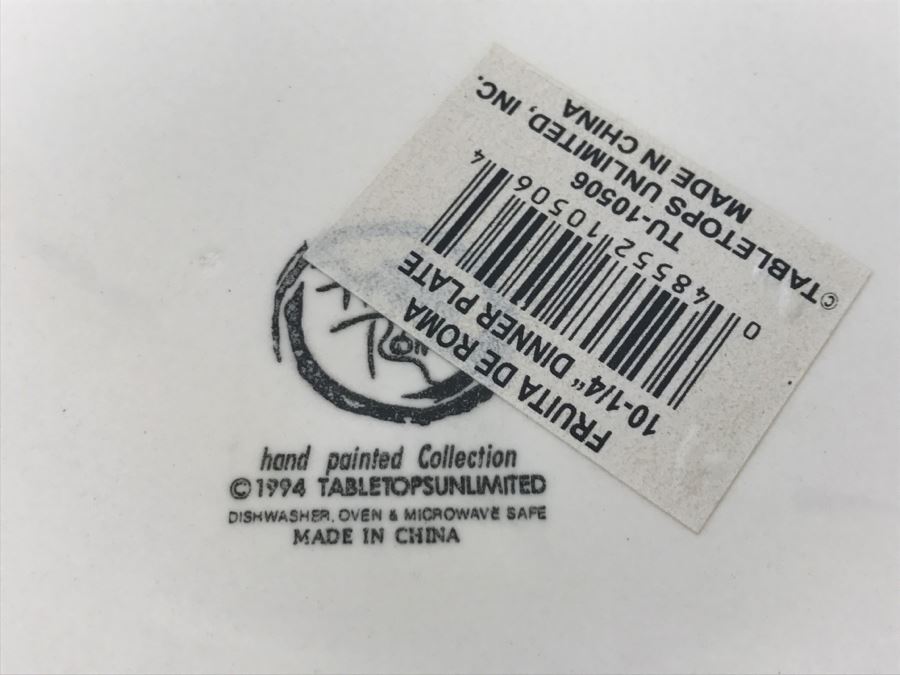 FRUITA DE ROMA
10-1/4" DINNER PLATE
0 48552 10506 4
TU-10506
©TABLETOPS UNLIMITED, INC.
MADE IN CHINA
hand painted Collection
©1994 TABLETOPSUNLIMITED
DISHWASHER, OVEN & MICROWAVE SAFE
MADE IN CHINA